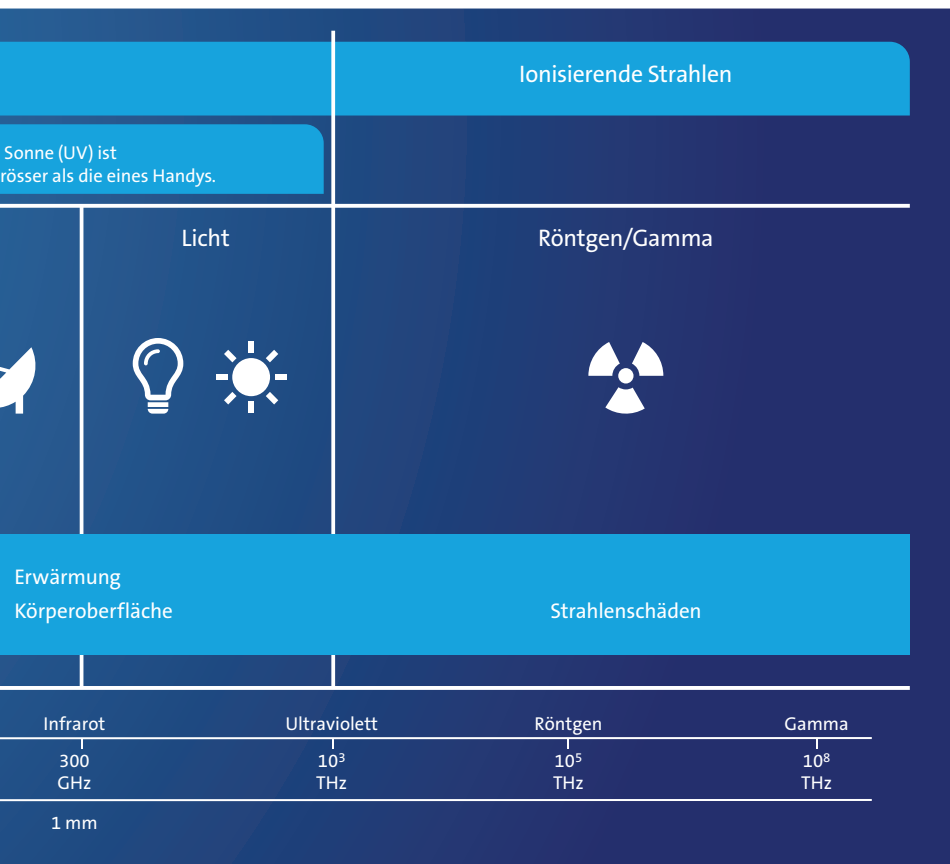 Ionisierende Strahlen
Sonne (UV) ist
rösser als die eines Handys.
Licht
Röntgen/Gamma
Erwärmung
Körperoberfläche
Strahlenschäden
Infrarot
Ultraviolett
Röntgen
Gamma
300
GHz
10³
THz
10⁵
THz
10⁸
THz
1 mm